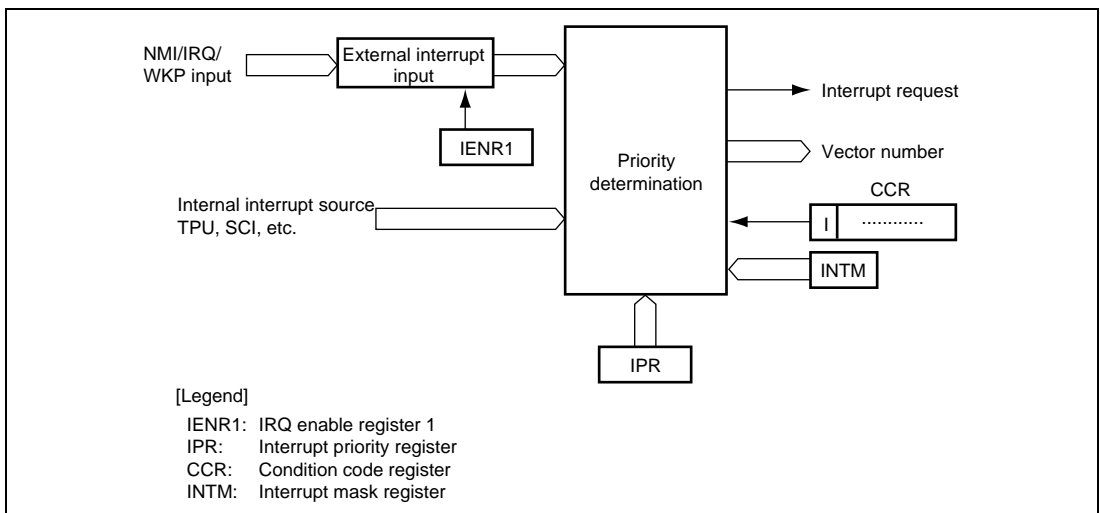 NMI/IRQ/
WKP input
External interrupt
input
IENR1
Internal interrupt source
TPU, SCI, etc.
Priority
determination
Interrupt request
Vector number
CCR
I ............
INTM
IPR
[Legend]
IENR1: IRQ enable register 1
IPR: Interrupt priority register
CCR: Condition code register
INTM: Interrupt mask register